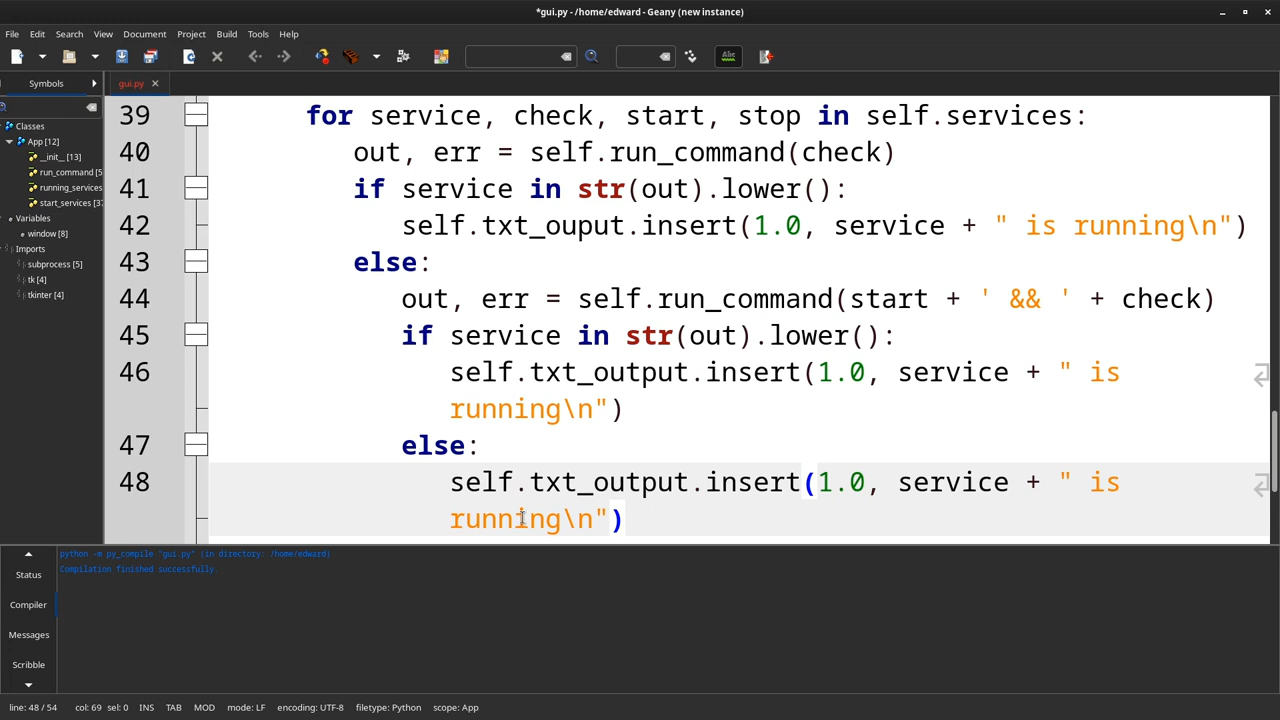 *gui.py - /home/edward - Geany (new instance)
File Edit Search View Document Project Build Tools Help
Abc
Symbols
gui.py
Classes
App [12]
__init__ [13]
run_command [5
running_services
start_services [37
Variables
window [8]
Imports
subprocess [5]
tk [4]
tkinter [4]
39 for service, check, start, stop in self.services:
40 out, err = self.run_command(check)
41 if service in str(out).lower():
42 self.txt_ouput.insert(1.0, service + " is running\n")
43 else:
44 out, err = self.run_command(start + ' && ' + check)
45 if service in str(out).lower():
46 self.txt_output.insert(1.0, service + " is
running\n")
47 else:
48 self.txt_output.insert(1.0, service + " is
running\n")
Status
Compiler
Messages
Scribble
python -m py_compile "gui.py" (in directory: /home/edward)
Compilation finished successfully.
line: 48 / 54 col: 69 sel: 0 INS TAB MOD mode: LF encoding: UTF-8 filetype: Python scope: App